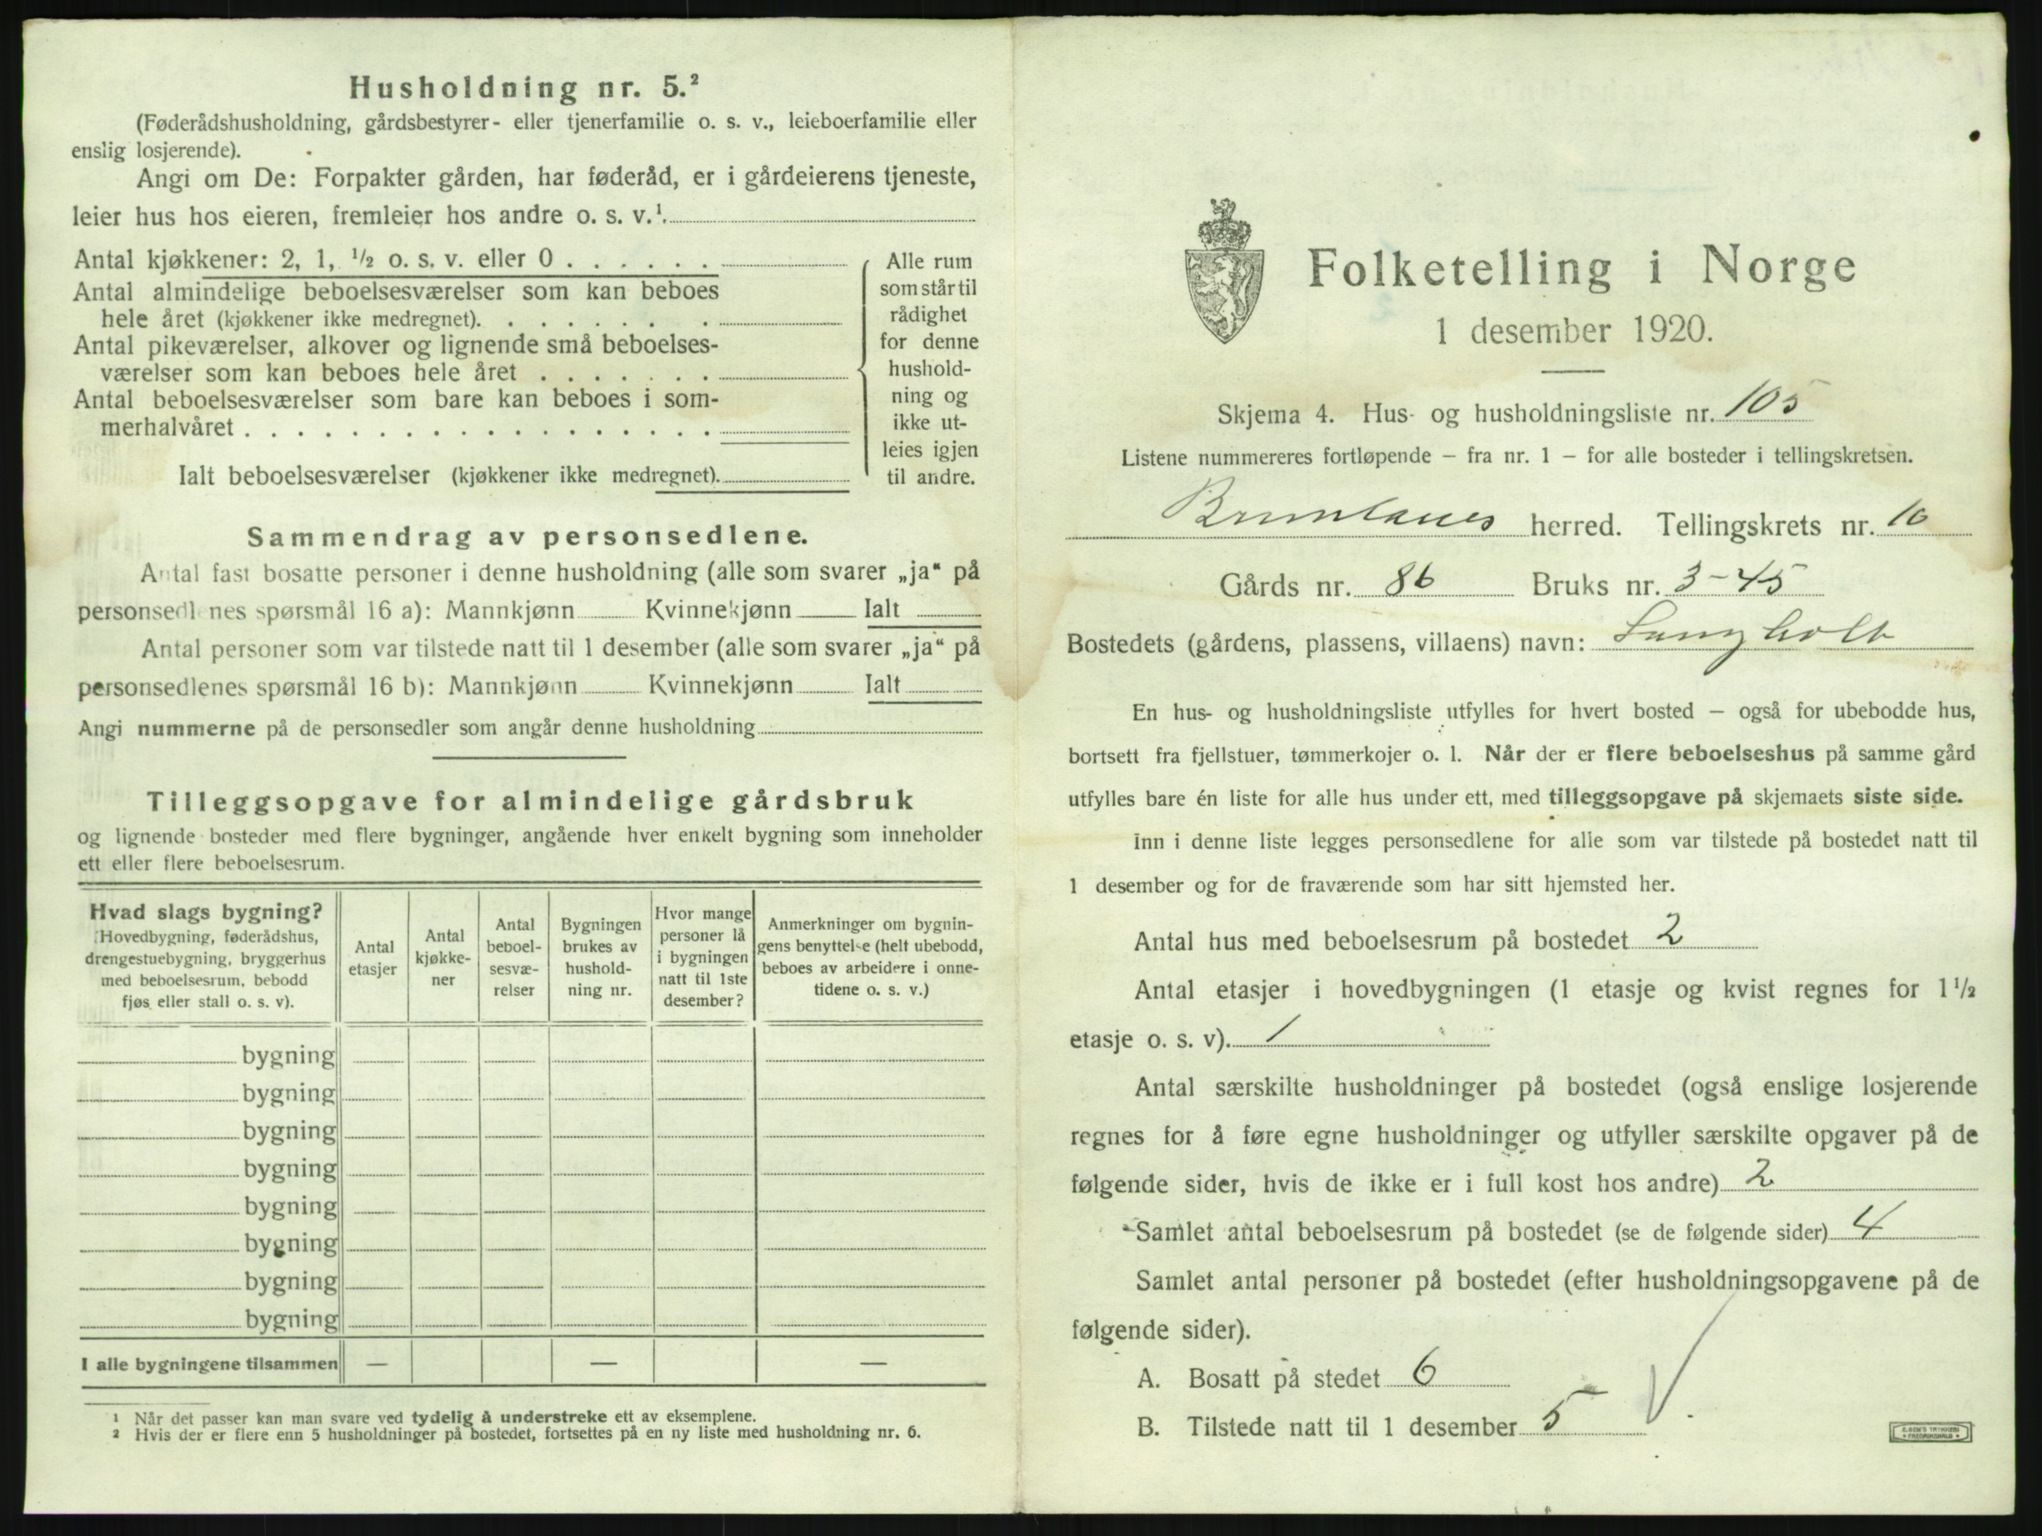 Husholdning nr. 5.²
(Føderådshusholdning, gårdsbestyrer- eller tjenerfamilie o. s. v., leieboerfamilie eller
enslig losjerende).
Angi om De: Forpakter gården, har føderåd, er i gårdeierens tjeneste,
leier hus hos eieren, fremleier hos andre o. s. v.¹.
Antal kjøkkener: 2, 1, ½ o. s. v. eller 0 . . . . . .
Antal almindelige beboelsesværelser som kan beboes
hele året (kjøkkener ikke medregnet). . . . . . . . .
Antal pikeværelser, alkover og lignende små beboelses-
værelser som kan beboes hele året . . . . . . .
Antal beboelsesværelser som bare kan beboes i som-
merhalvåret . . . . . . . . . . . . . . . . . .
Ialt beboelsesværelser (kjøkkener ikke medregnet).
Alle rum
som står til
rådighet
for denne
hushold-
ning og
ikke ut-
leies igjen
til andre.
Sammendrag av personsedlene.
Antal fast bosatte personer i denne husholdning (alle som svarer „ja“ på
personsedlenes spørsmål 16 a): Mannkjønn Kvinnekjønn Ialt
Antal personer som var tilstede natt til 1 desember (alle som svarer „ja“ på
personsedlenes spørsmål 16 b): Mannkjønn Kvinnekjønn Ialt
Angi nummerne på de personsedler som angår denne husholdning
Tilleggsopgave for almindelige gårdsbruk
og lignende bosteder med flere bygninger, angående hver enkelt bygning som inneholder
ett eller flere beboelsesrum.
Hvad slags bygning?
(Hovedbygning, føderådshus,
drengestuebygning, bryggerhus
med beboelsesrum, bebodd
fjøs eller stall o. s. v).
Antal
etasjer
Antal
kjøkke-
ner
Antal
beboel-
sesvæ-
relser
Bygningen
brukes av
hushold-
ning nr.
Hvor mange
personer lå
i bygningen
natt til 1ste
desember?
Anmerkninger om bygnin-
gens benyttelse (helt ubebodd,
beboes av arbeidere i onne-
tidene o. s. v.)
bygning
bygning
bygning
bygning
bygning
bygning
bygning
bygning
I alle bygningene tilsammen — — —
¹ Når det passer kan man svare ved tydelig å understreke ett av eksemplene.
² Hvis der er flere enn 5 husholdninger på bostedet, fortsettes på en ny liste med husholdning nr. 6.
Folketelling i Norge
1 desember 1920.
Skjema 4. Hus- og husholdningsliste nr. 105
Listene nummereres fortløpende – fra nr. 1 – for alle bosteder i tellingskretsen.
Brunlanes herred. Tellingskrets nr. 10
Gårds nr. 86 Bruks nr. 3-45
Bostedets (gårdens, plassens, villaens) navn: Langholt
En hus- og husholdningsliste utfylles for hvert bosted – også for ubebodde hus,
bortsett fra fjellstuer, tømmerkojer o. l. Når der er flere beboelseshus på samme gård
utfylles bare én liste for alle hus under ett, med tilleggsopgave på skjemaets siste side.
Inn i denne liste legges personsedlene for alle som var tilstede på bostedet natt til
1 desember og for de fraværende som har sitt hjemsted her.
Antal hus med beboelsesrum på bostedet 2
Antal etasjer i hovedbygningen (1 etasje og kvist regnes for 1½
etasje o. s. v). 1
Antal særskilte husholdninger på bostedet (også enslige losjerende
regnes for å føre egne husholdninger og utfyller særskilte opgaver på de
følgende sider, hvis de ikke er i full kost hos andre) 2
Samlet antal beboelsesrum på bostedet (se de følgende sider) 4
Samlet antal personer på bostedet (efter husholdningsopgavene på de
følgende sider).
A. Bosatt på stedet 6
B. Tilstede natt til 1 desember 5